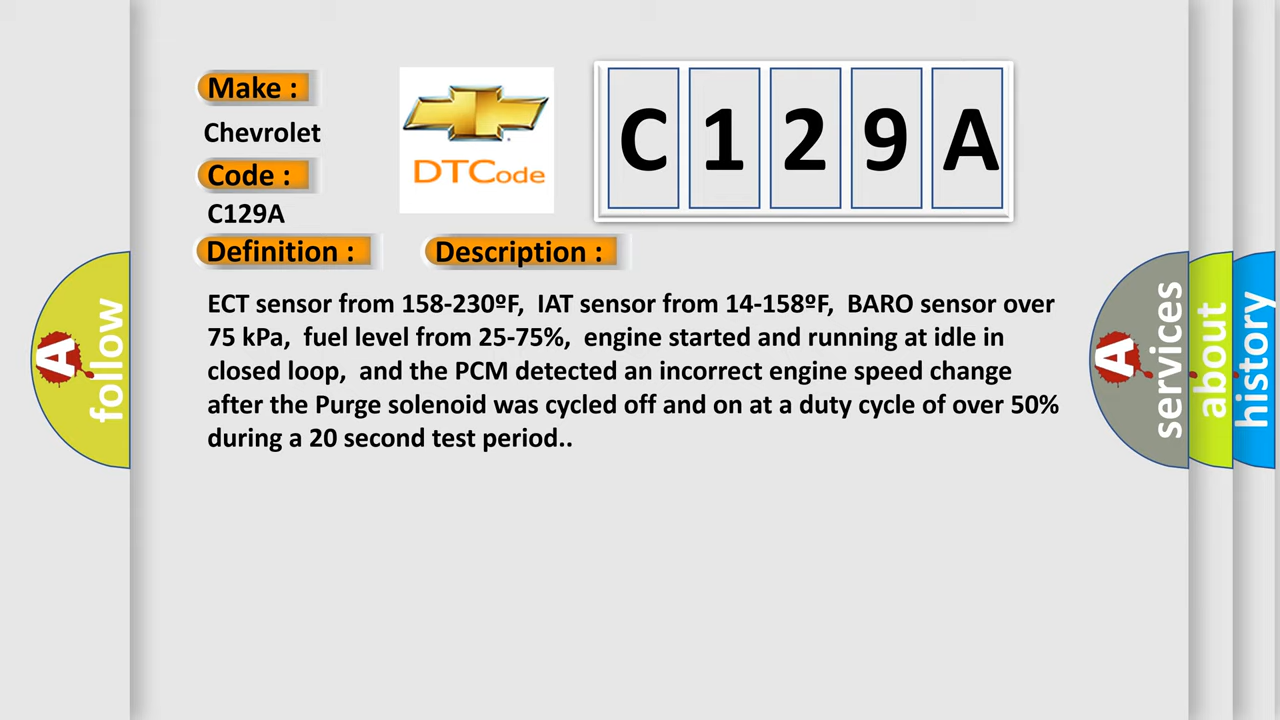 Make :
Chevrolet
Code :
C129A
DTCode
C129A
Definition :
Description :
ECT sensor from 158-230ºF,  IAT sensor from 14-158ºF,  BARO sensor over
75 kPa,  fuel level from 25-75%,  engine started and running at idle in
closed loop,  and the PCM detected an incorrect engine speed change
after the Purge solenoid was cycled off and on at a duty cycle of over 50%
during a 20 second test period..
A
follow
A
services
about
history